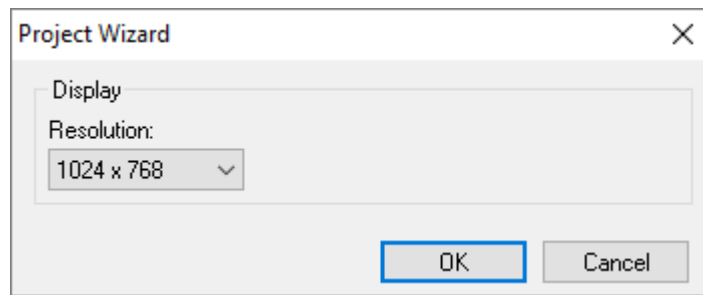 Project Wizard
Display
Resolution:
1024 x 768
OK Cancel